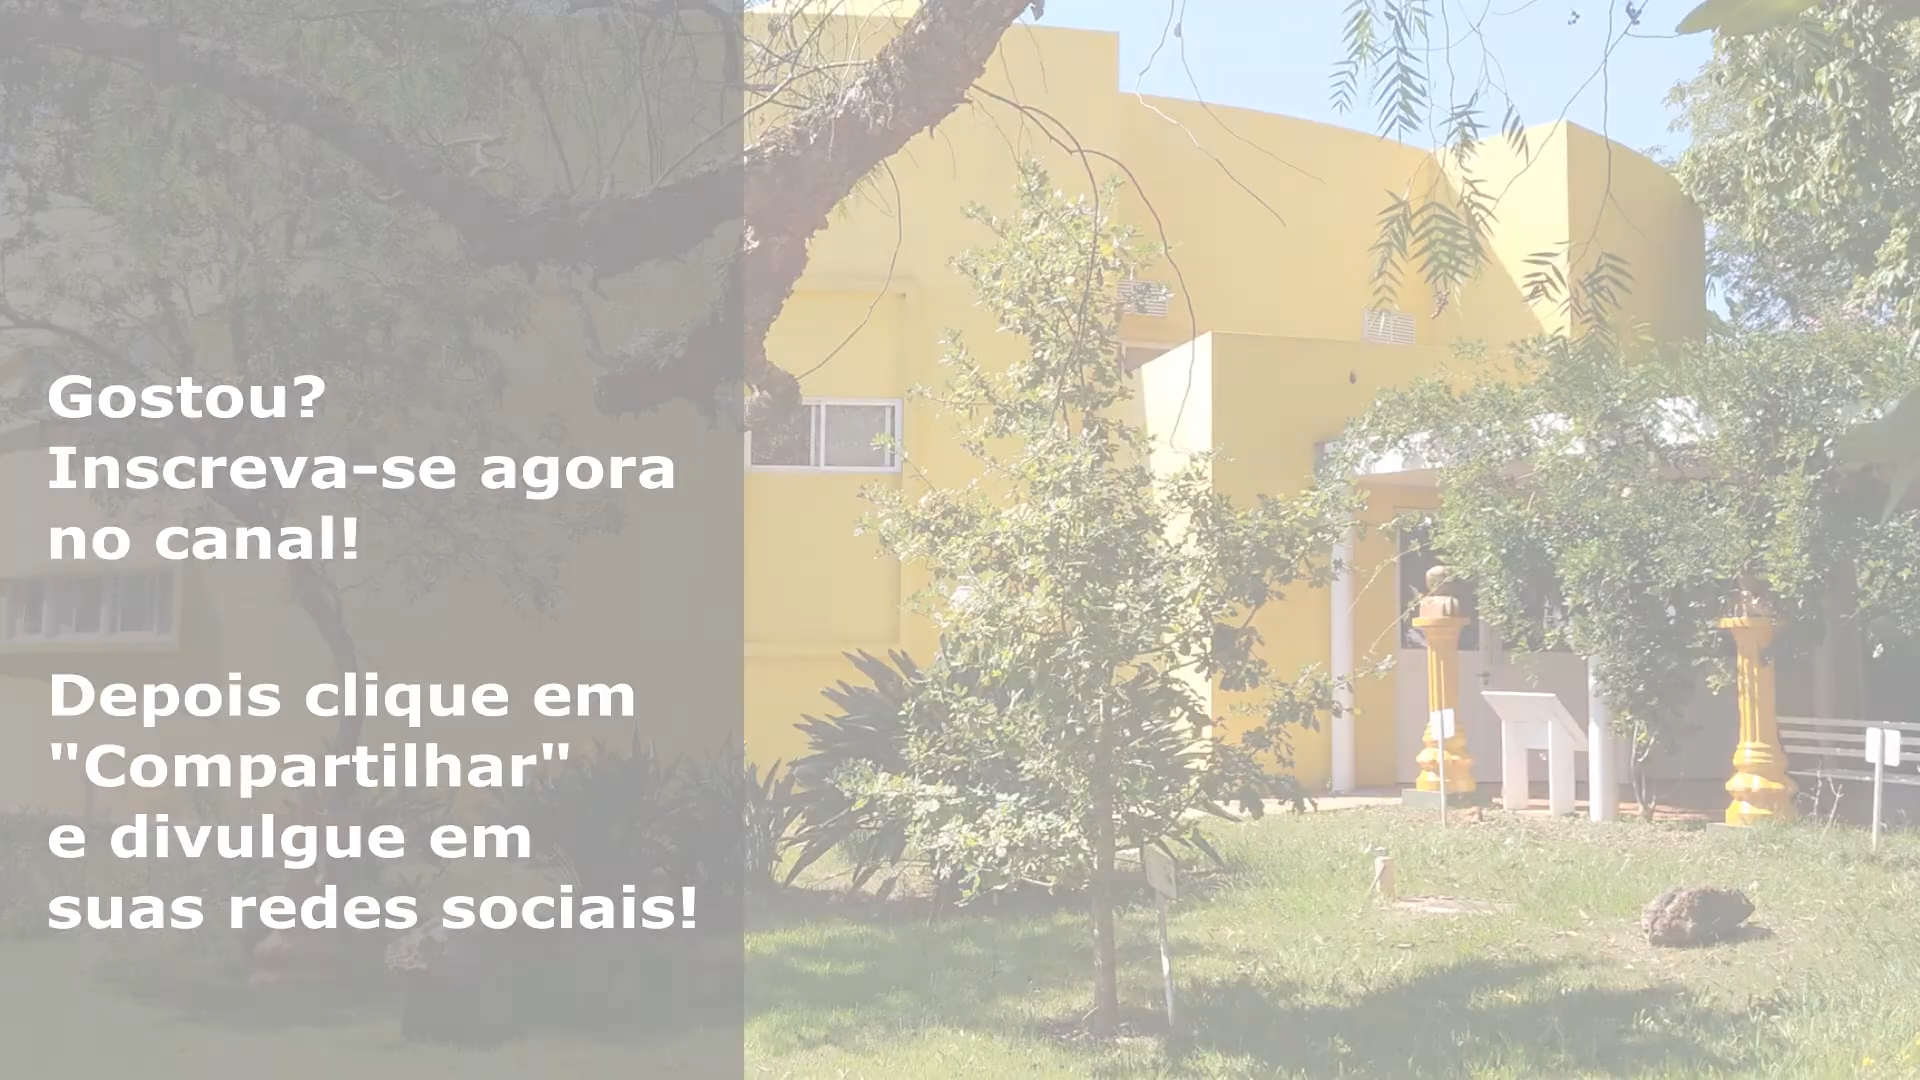 Gostou?
Inscreva-se agora
no canal!
Depois clique em
"Compartilhar"
e divulgue em
suas redes sociais!